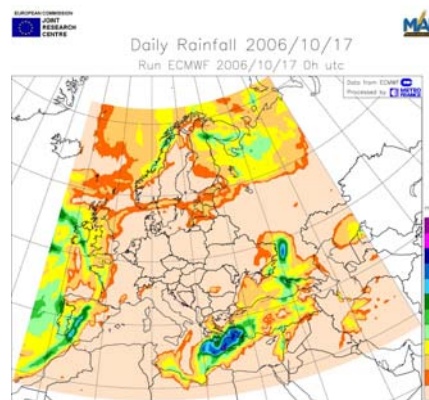 EUROPEAN COMMISSION
JOINT
RESEARCH
CENTRE
Daily Rainfall 2006/10/17
Run ECMWF 2006/10/17 0h utc
Data from ECMWF
Processed by